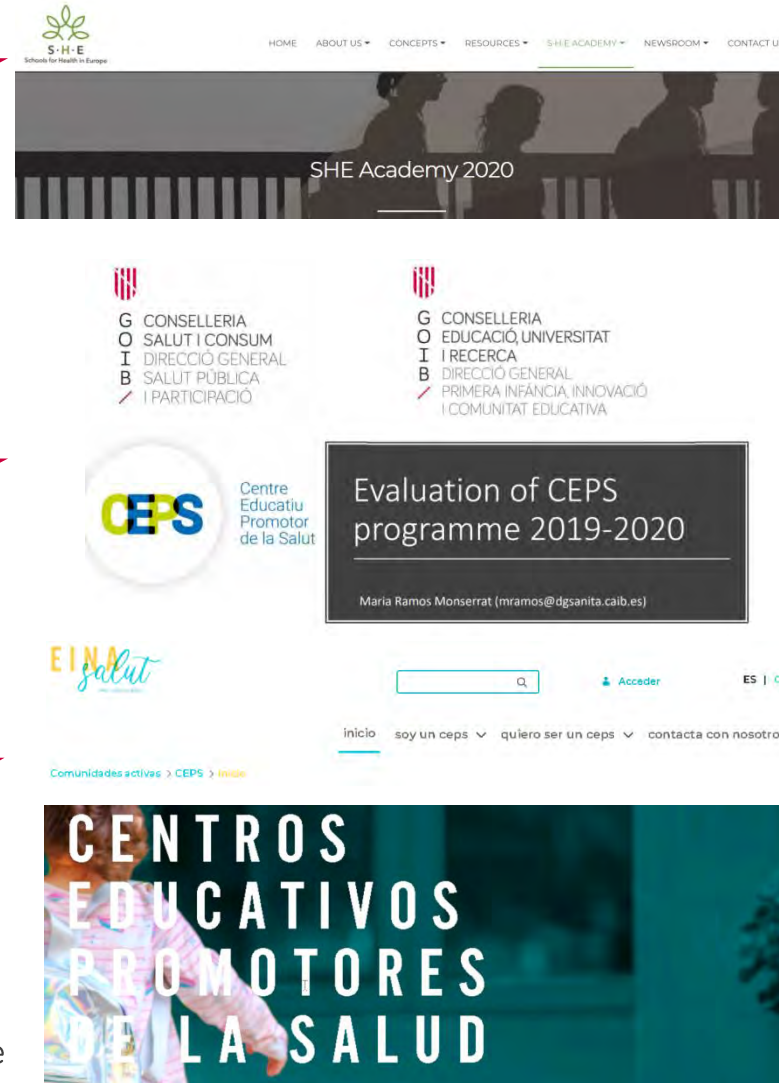 S·H·E
Schools for Health in Europe
HOME ABOUT US CONCEPTS RESOURCES S·H·E ACADEMY NEWSROOM CONTACT U
SHE Academy 2020
G CONSELLERIA
O SALUT I CONSUM
I DIRECCIÓ GENERAL
B SALUT PÚBLICA
/ I PARTICIPACIÓ
G CONSELLERIA
O EDUCACIÓ, UNIVERSITAT
I I RECERCA
B DIRECCIÓ GENERAL
/ PRIMERA INFÀNCIA, INNOVACIÓ
I COMUNITAT EDUCATIVA
CEPS
Centre
Educatiu
Promotor
de la Salut
Evaluation of CEPS
programme 2019-2020
Maria Ramos Monserrat (mramos@dgsanita.caib.es)
EINA
salut
Acceder
ES |
inicio soy un ceps quiero ser un ceps contacta con nosotro
Comunidades activas > CEPS > Inicio
CENTROS
EDUCATIVOS
PROMOTORES
DE LA SALUD
e